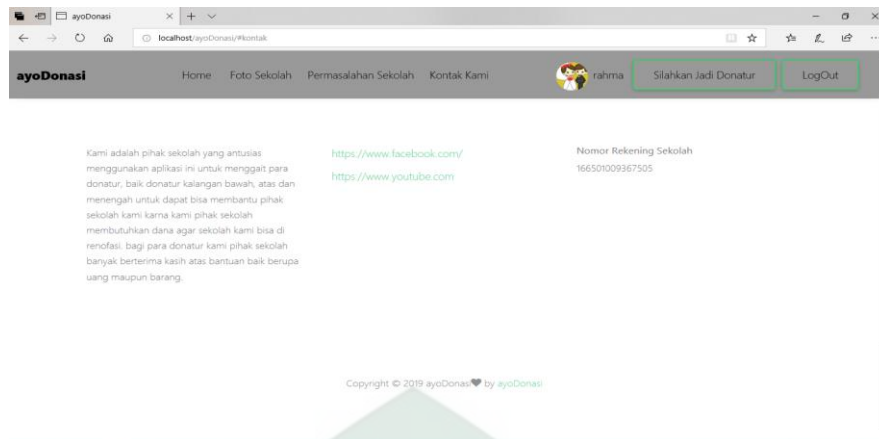 ayoDonasi
localhost/ayoDonasi/#kontak
ayoDonasi Home Foto Sekolah Permasalahan Sekolah Kontak Kami rahma Silahkan Jadi Donatur LogOut
Kami adalah pihak sekolah yang antusias
menggunakan aplikasi ini untuk menggait para
donatur, baik donatur kalangan bawah, atas dan
menengah untuk dapat bisa membantu pihak
sekolah kami karna kami pihak sekolah
membutuhkan dana agar sekolah kami bisa di
renofasi. bagi para donatur kami pihak sekolah
banyak berterima kasih atas bantuan baik berupa
uang maupun barang.
https://www.facebook.com/
https://www.youtube.com
Nomor Rekening Sekolah
166501009367505
Copyright © 2019 ayoDonasi♥ by ayoDonasi